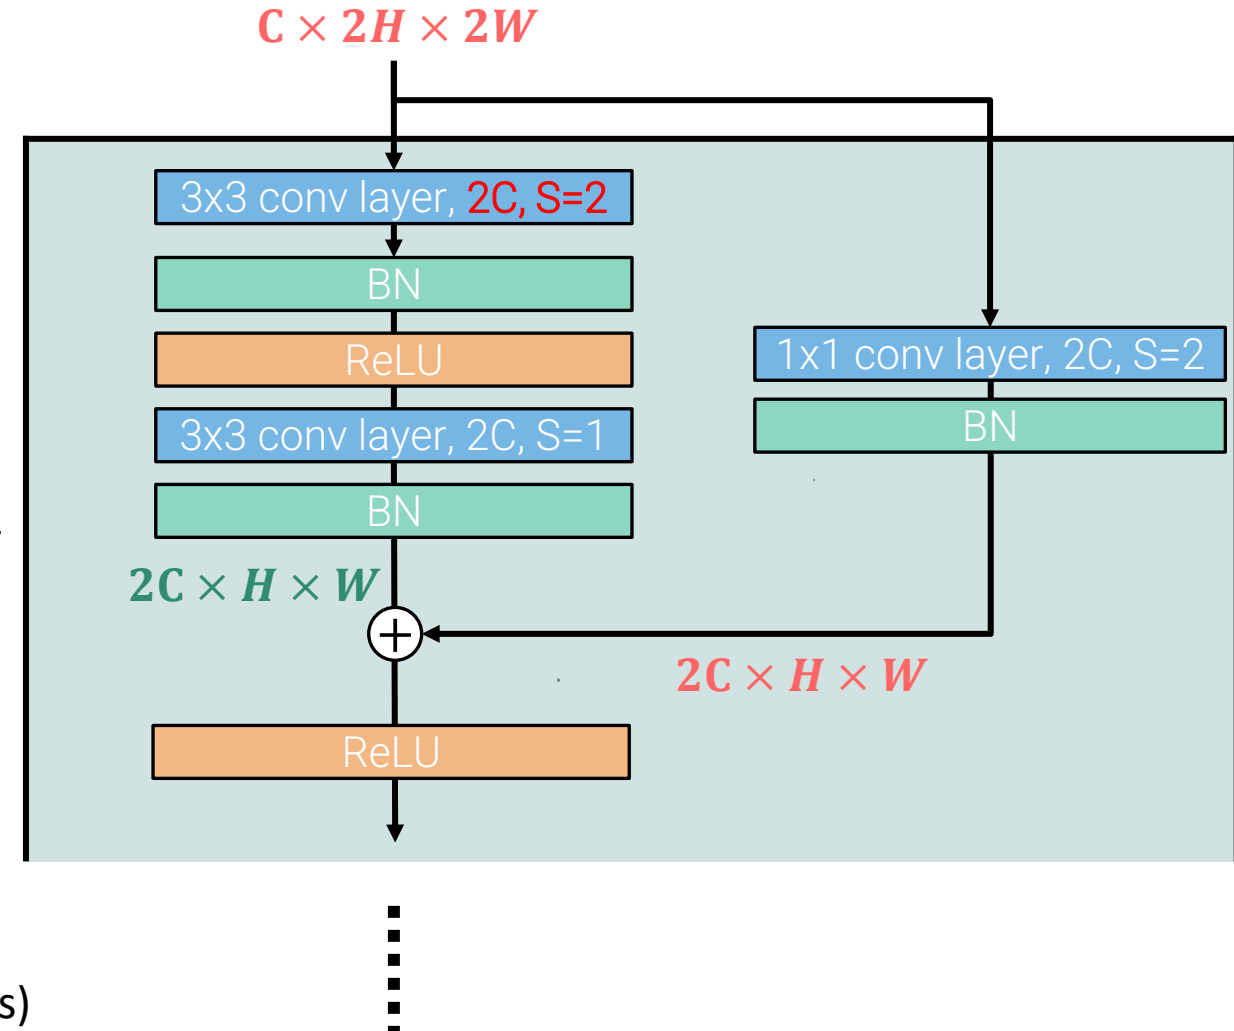 C × 2H × 2W
3x3 conv layer, 2C, S=2
BN
ReLU
3x3 conv layer, 2C, S=1
BN
1x1 conv layer, 2C, S=2
BN
2C × H × W
+
2C × H × W
ReLU
s)